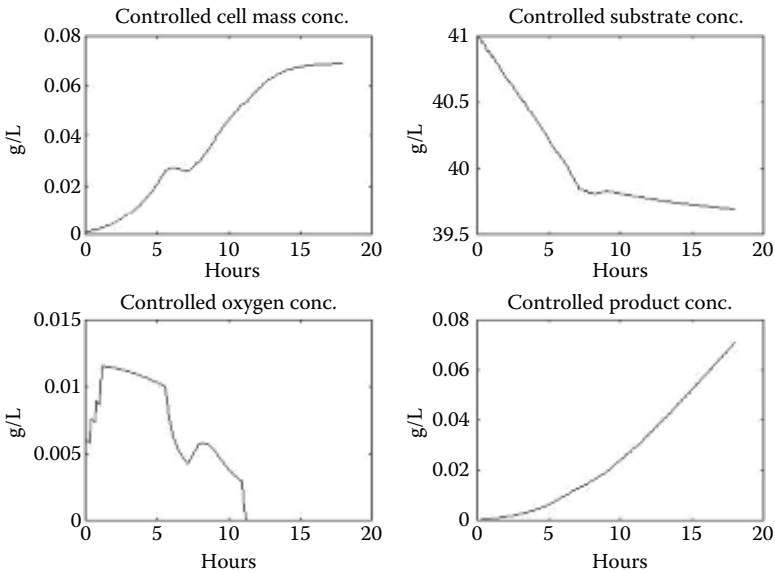 Controlled cell mass conc.
0.08
0.06
0.04
0.02
0
g/L
0 5 10 15 20
Hours
Controlled substrate conc.
41
40.5
40
39.5
g/L
0 5 10 15 20
Hours
Controlled oxygen conc.
0.015
0.01
0.005
0
g/L
0 5 10 15 20
Hours
Controlled product conc.
0.08
0.06
0.04
0.02
0
g/L
0 5 10 15 20
Hours